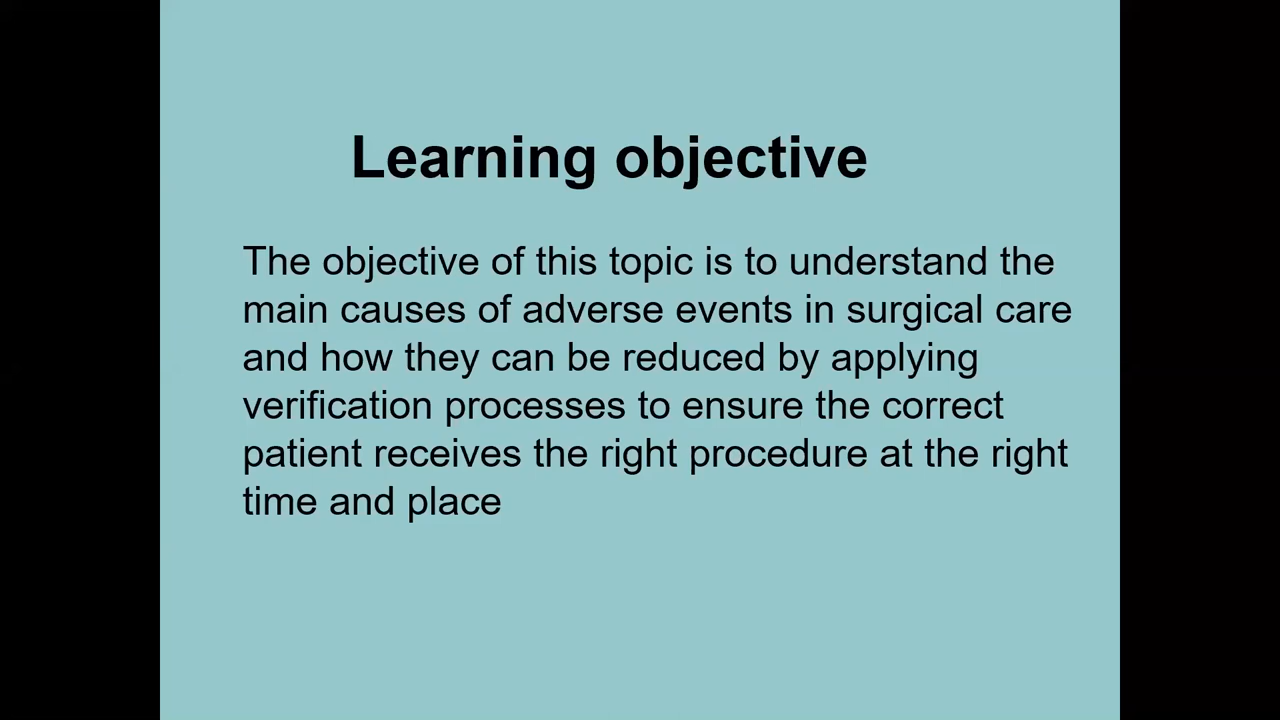 Learning objective
The objective of this topic is to understand the
main causes of adverse events in surgical care
and how they can be reduced by applying
verification processes to ensure the correct
patient receives the right procedure at the right
time and place